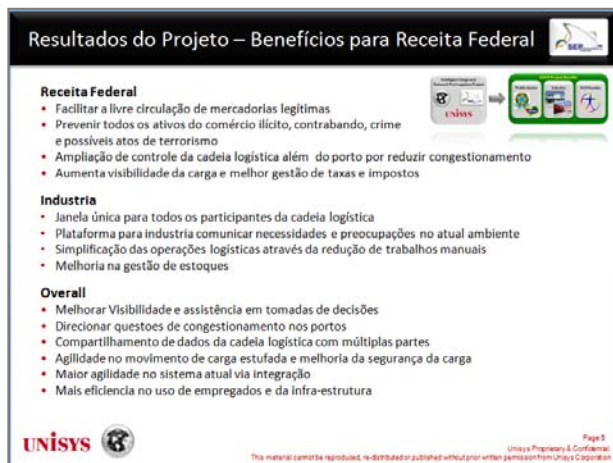 Resultados do Projeto – Benefícios para Receita Federal
SEP
Receita Federal
• Facilitar a livre circulação de mercadorias legítimas
• Prevenir todos os ativos do comércio ilícito, contrabando, crime
e possíveis atos de terrorismo
• Ampliação de controle da cadeia logística além do porto por reduzir congestionamento
• Aumenta visibilidade da carga e melhor gestão de taxas e impostos
UNISYS
Industria
• Janela única para todos os participantes da cadeia logística
• Plataforma para industria comunicar necessidades e preocupações no atual ambiente
• Simplificação das operações logísticas através da redução de trabalhos manuais
• Melhoria na gestão de estoques
Overall
• Melhorar Visibilidade e assistência em tomadas de decisões
• Direcionar questoes de congestionamento nos portos
• Compartilhamento de dados da cadeia logística com múltiplas partes
• Agilidade no movimento de carga estufada e melhoria da segurança da carga
• Maior agilidade no sistema atual via integração
• Mais eficiencia no uso de empregados e da infra-estrutura
UNISYS
Page 5
Unisys Proprietary & Confidential.
This material cannot be reproduced, re-distributed or published without prior written permission from Unisys Corporation